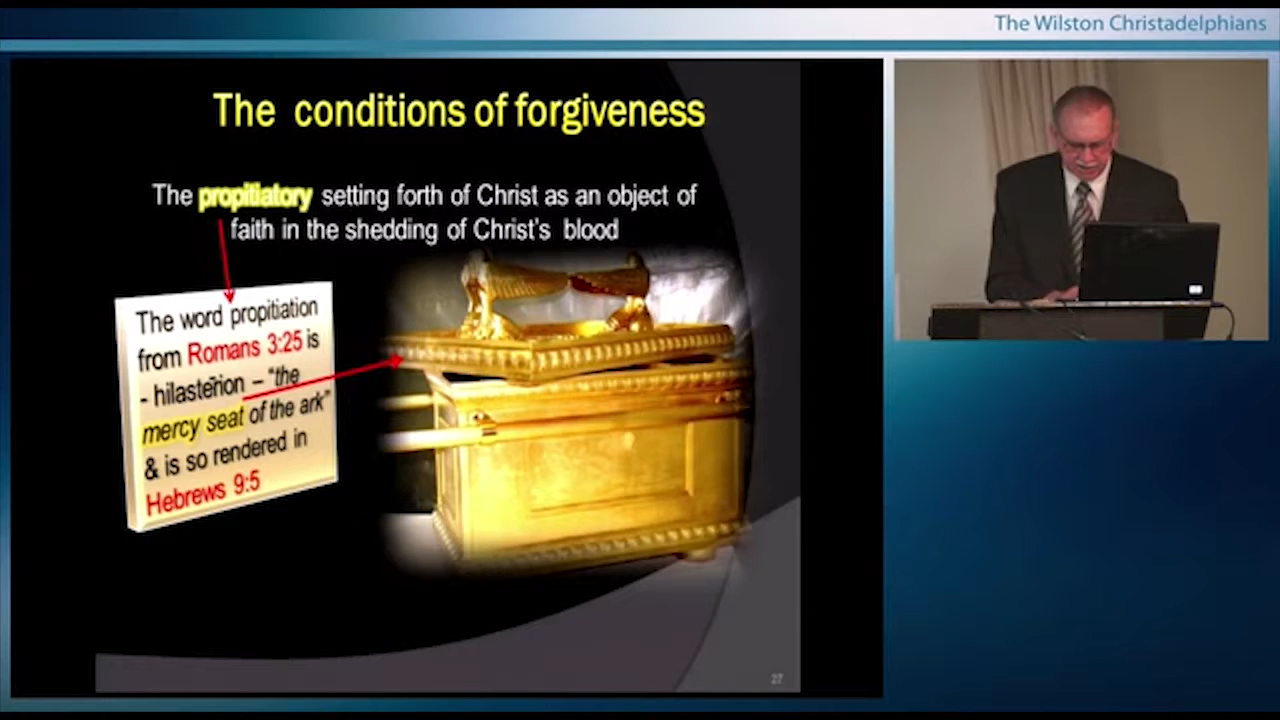 The Wilston Christadelphians
The conditions of forgiveness
The propitiatory setting forth of Christ as an object of
faith in the shedding of Christ's blood
The word propitiation
from Romans 3:25 is
- hilastērion – “the
mercy seat of the ark”
& is so rendered in
Hebrews 9:5
27